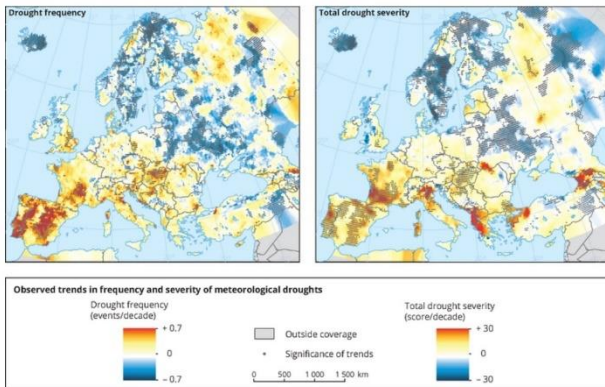 Drought frequency
Total drought severity
Observed trends in frequency and severity of meteorological droughts
Drought frequency
(events/decade)
+ 0.7
0
− 0.7
Outside coverage
Significance of trends
0 500 1 000 1 500 km
Total drought severity
(score/decade)
+ 30
0
− 30